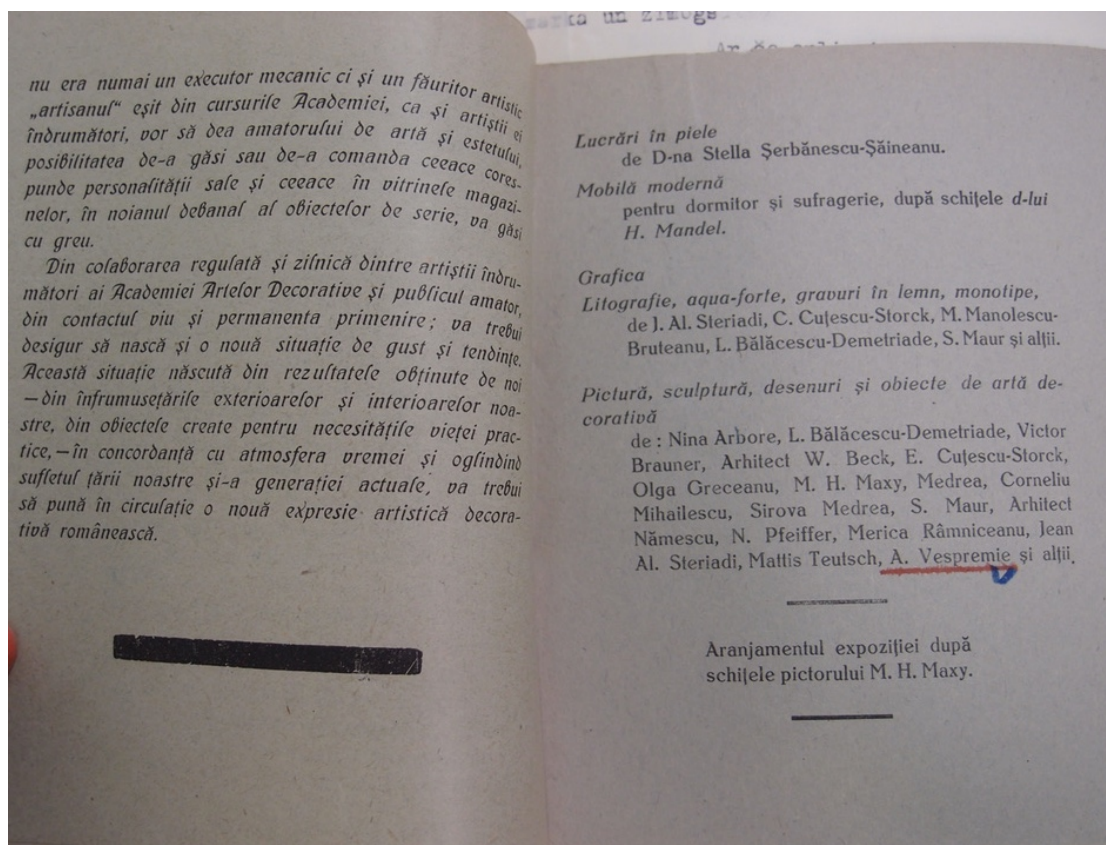 nu era numai un executor mecanic ci și un făuritor artistic
„artisanul“ eșit din cursurile Academiei, ca și artiștii ei
îndrumători, vor să dea amatorului de artă și estetului,
posibilitatea de-a găsi sau de-a comanda ceeace cores-
punde personalității sale și ceeace în vitrinele magazi-
nelor, în noianul debanal al obiectelor de serie, va găsi
cu greu.
Din colaborarea regulată și zilnică dintre artiștii îndru-
mători ai Academiei Artelor Decorative și publicul amator,
din contactul viu și permanenta primenire; va trebui
desigur să nască și o nouă situație de gust și tendințe.
Această situație născută din rezultatele obținute de noi
—din înfrumusețările exterioarelor și interioarelor noa-
stre, din obiectele create pentru necesitățile vieței prac-
tice,—în concordanță cu atmosfera vremei și oglindind
sufletul țării noastre și-a generației actuale, va trebui
să pună în circulație o nouă expresie artistică decora-
tivă românească.
un
Lucrări în piele
de D-na Stella Șerbănescu-Șăineanu.
Mobilă modernă
pentru dormitor și sufragerie, după schițele d-lui
H. Mandel.
Grafica
Litografie, aqua-forte, gravuri în lemn, monotipe,
de J. Al. Steriadi, C. Cuțescu-Storck, M. Manolescu-
Bruteanu, L. Bălăcescu-Demetriade, S. Maur și alții.
Pictură, sculptură, desenuri și obiecte de artă de-
corativă
de : Nina Arbore, L. Bălăcescu-Demetriade, Victor
Brauner, Arhitect W. Beck, E. Cuțescu-Storck,
Olga Greceanu, M. H. Maxy, Medrea, Corneliu
Mihailescu, Sirova Medrea, S. Maur, Arhitect
Nămescu, N. Pfeiffer, Merica Râmniceanu, Jean
Al. Steriadi, Mattis Teutsch, A. Vespremie și alții.
Aranjamentul expoziției după
schițele pictorului M. H. Maxy.